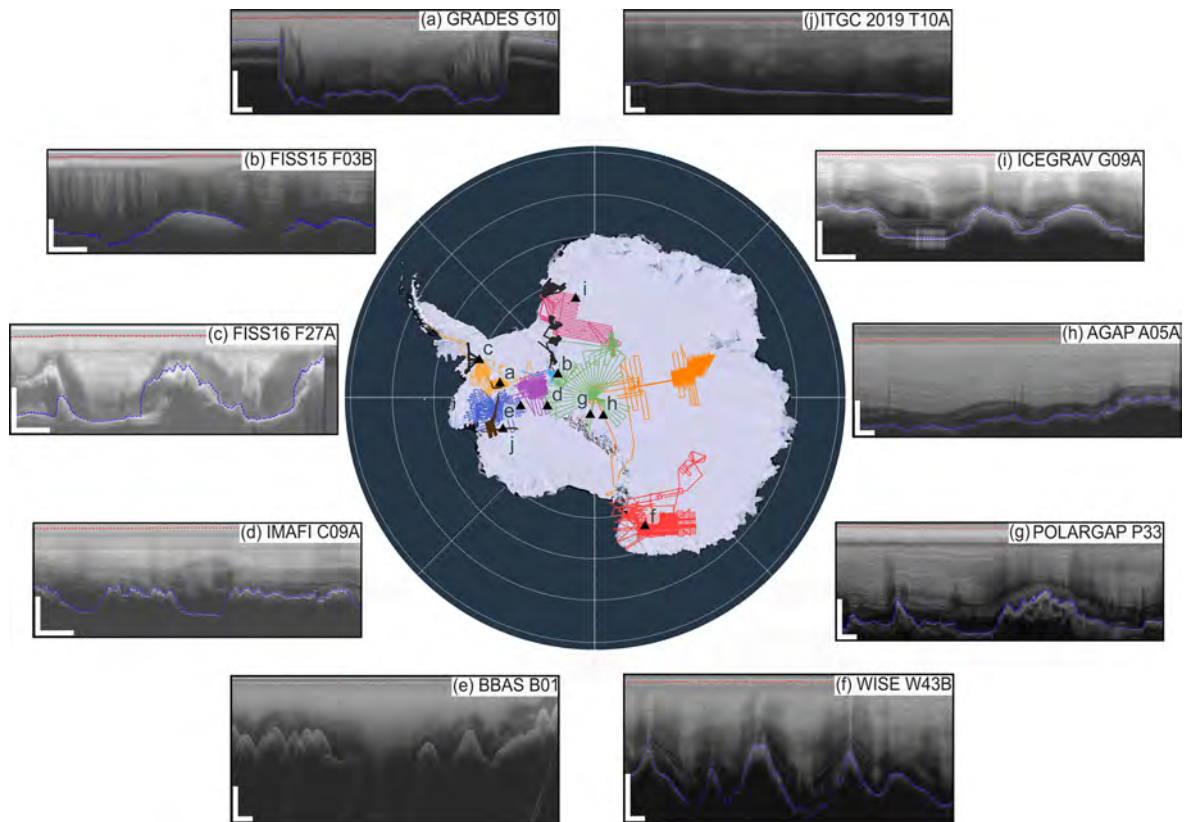 (a) GRADES G10
(j) ITGC 2019 T10A
(b) FISS15 F03B
(i) ICEGRAV G09A
(c) FISS16 F27A
(h) AGAP A05A
(d) IMAFI C09A
(g) POLARGAP P33
(e) BBAS B01
(f) WISE W43B
i
c
b
a
d
e
g
h
j
f